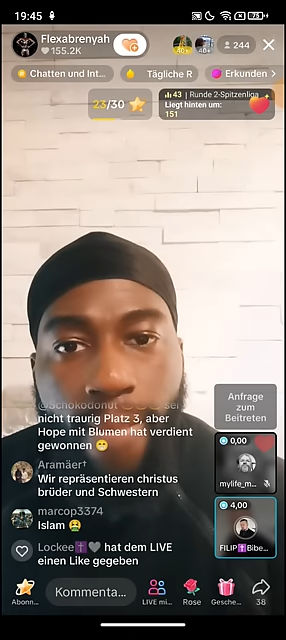 19:45
75
Flexabrenyah
155.2K
244
Chatten und Int...
Tägliche R
Erkunden
23/30
43 | Runde 2-Spitzenliga
Liegt hinten um:
151
Anfrage
zum
Beitreten
nicht traurig Platz 3, aber
Hope mit Blumen hat verdient
gewonnen 😁
Aramäer†
Wir repräsentieren christus
brüder und Schwestern
marcop3374
Islam 🤮
Lockee✝️🩶 hat dem LIVE
einen Like gegeben
0,00
mylife_m...
4,00
FILIP✝️Bibe...
Abonn...
Kommenta...
LIVE mi...
Rose
Gesche...
38